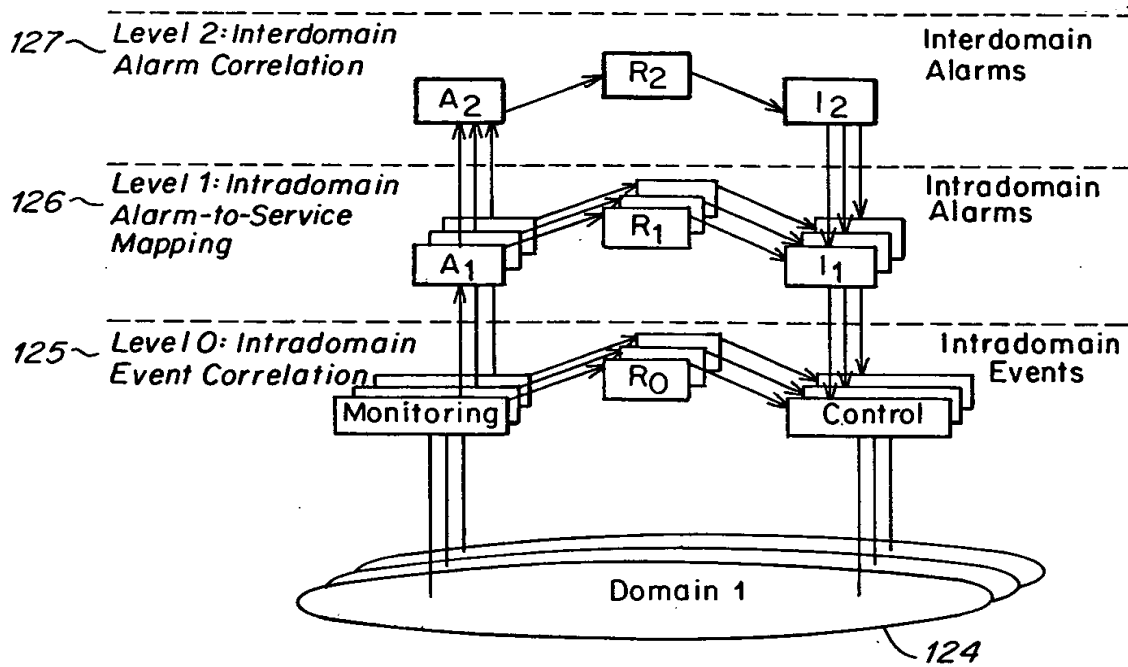 127
Level 2: Interdomain
Alarm Correlation
Interdomain
Alarms
A2
R2
I2
126
Level 1: Intradomain
Alarm-to-Service
Mapping
Intradomain
Alarms
A1
R1
I1
125
Level 0: Intradomain
Event Correlation
Intradomain
Events
Monitoring
R0
Control
Domain 1
124